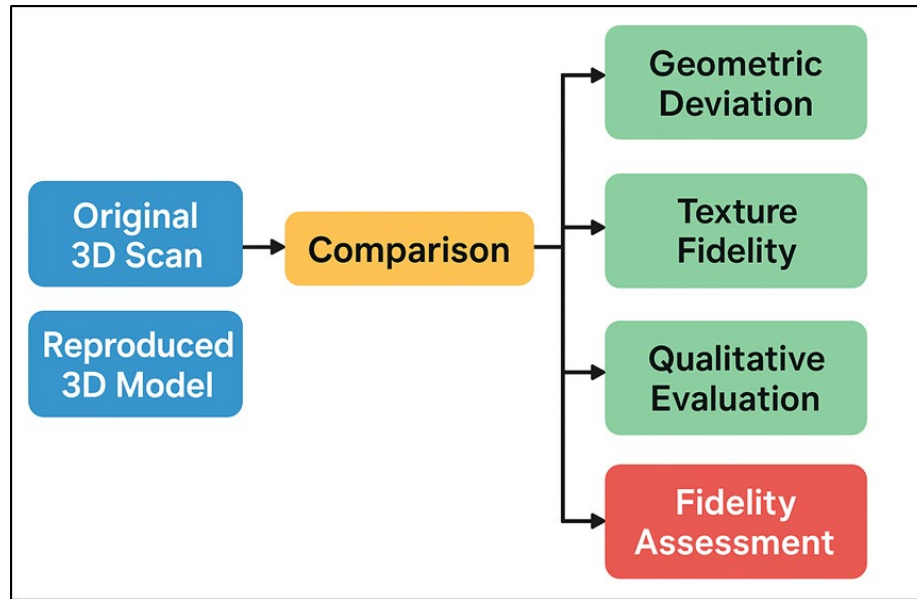 Original
3D Scan
Reproduced
3D Model
Comparison
Geometric
Deviation
Texture
Fidelity
Qualitative
Evaluation
Fidelity
Assessment